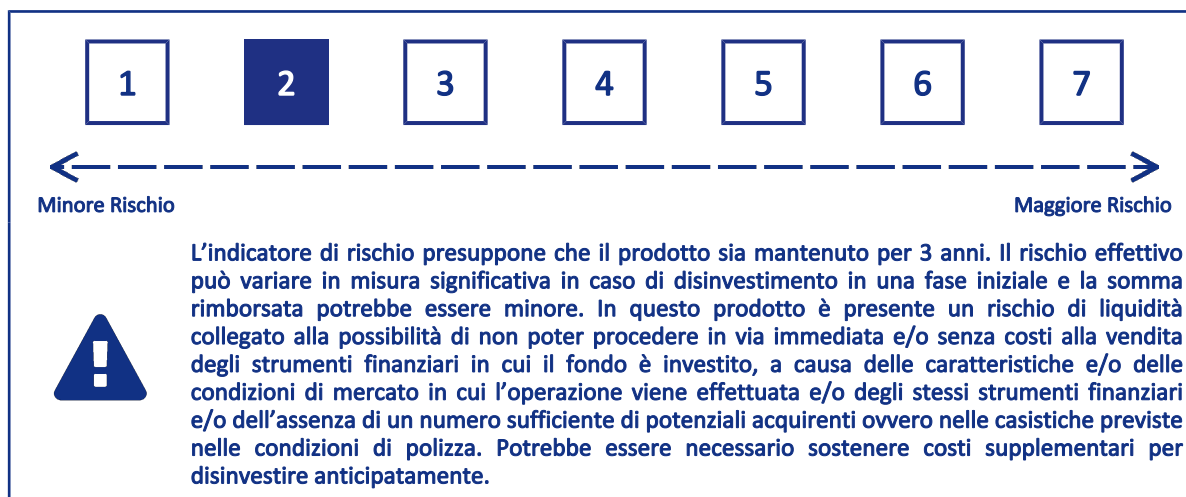 1 2 3 4 5 6 7
Minore Rischio Maggiore Rischio
L'indicatore di rischio presuppone che il prodotto sia mantenuto per 3 anni. Il rischio effettivo
può variare in misura significativa in caso di disinvestimento in una fase iniziale e la somma
rimborsata potrebbe essere minore. In questo prodotto è presente un rischio di liquidità
collegato alla possibilità di non poter procedere in via immediata e/o senza costi alla vendita
degli strumenti finanziari in cui il fondo è investito, a causa delle caratteristiche e/o delle
condizioni di mercato in cui l'operazione viene effettuata e/o degli stessi strumenti finanziari
e/o dell'assenza di un numero sufficiente di potenziali acquirenti ovvero nelle casistiche previste
nelle condizioni di polizza. Potrebbe essere necessario sostenere costi supplementari per
disinvestire anticipatamente.